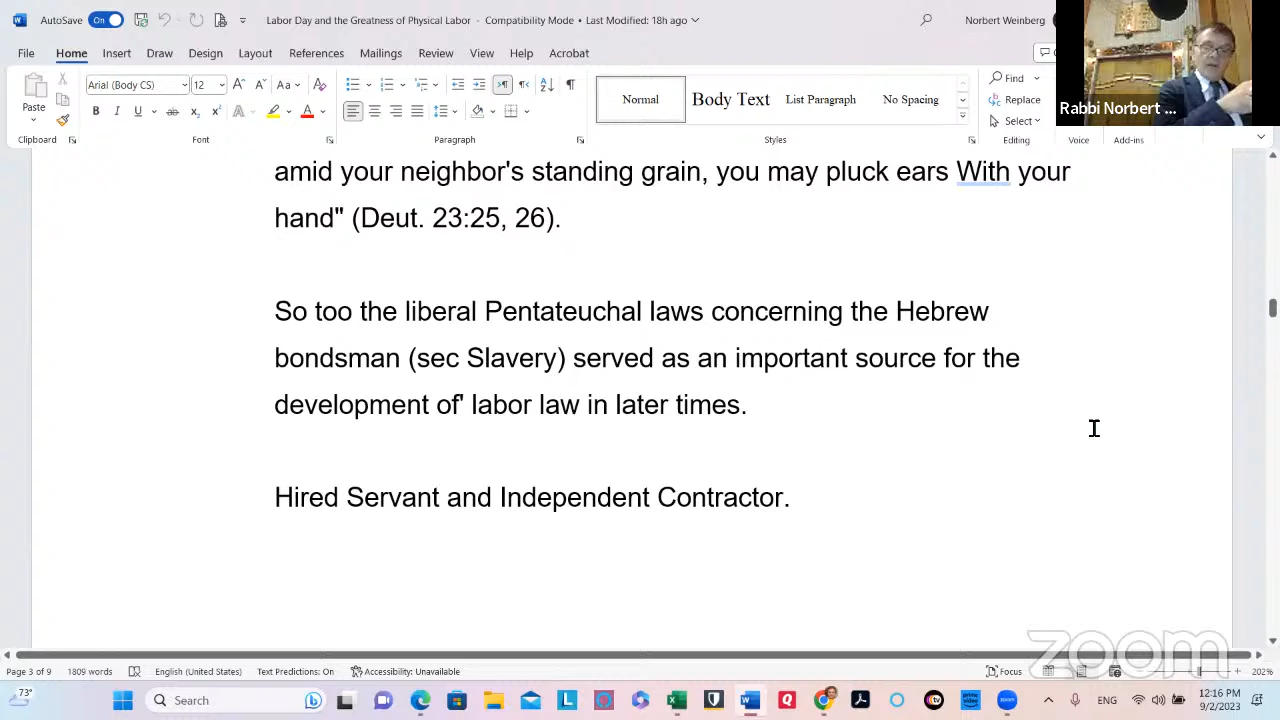 AutoSave On Labor Day and the Greatness of Physical Labor - Compatibility Mode • Last Modified: 18h ago Norbert Weinberg
File Home Insert Draw Design Layout References Mailings Review View Help Acrobat
Paste Arial (Body CS) 12 Normal Body Text List Paragraph No Spacing Find
Replace
Select
Clipboard Font Paragraph Styles Editing Voice Add-ins
Rabbi Norbert ...
amid your neighbor's standing grain, you may pluck ears With your
hand" (Deut. 23:25, 26).
So too the liberal Pentateuchal laws concerning the Hebrew
bondsman (sec Slavery) served as an important source for the
development of' labor law in later times.
Hired Servant and Independent Contractor.
zoom
Page 3 of 9 1809 words English (United States) Text Predictions: On Accessibility: Unavailable Focus 202%
73° Search ENG 12:16 PM
US 9/2/2023